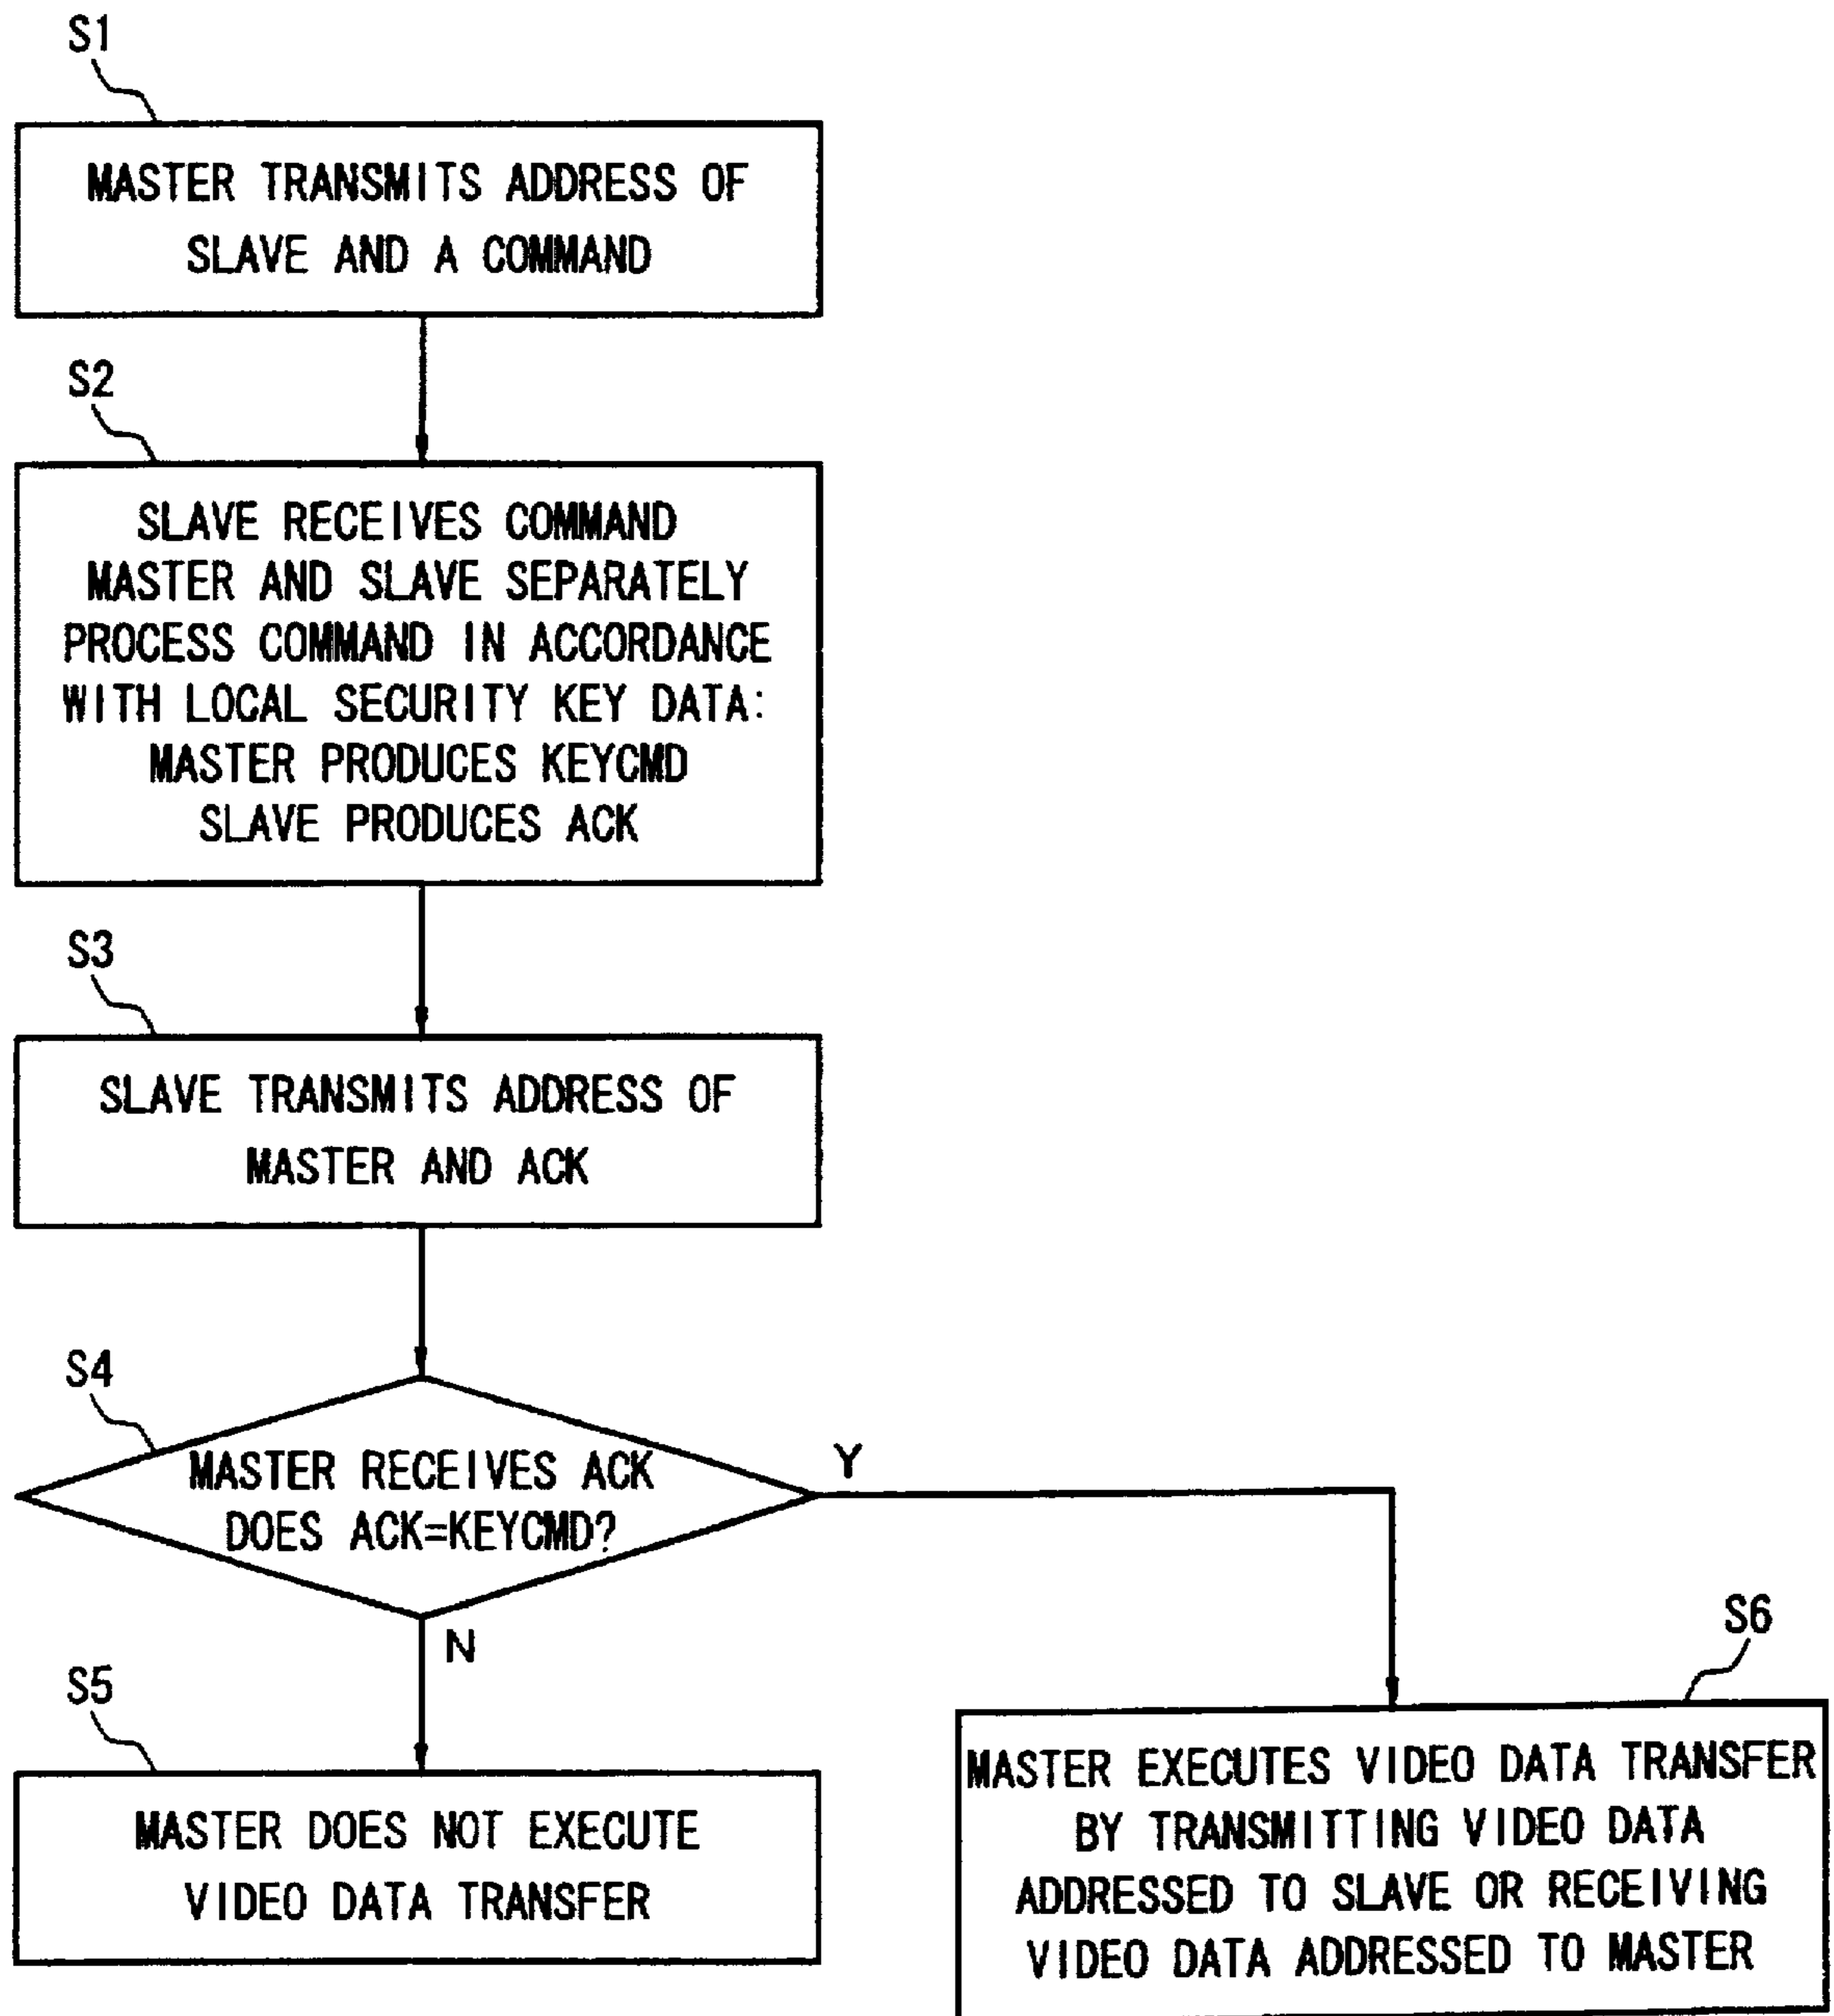 S1
MASTER TRANSMITS ADDRESS OF
SLAVE AND A COMMAND
S2
SLAVE RECEIVES COMMAND
MASTER AND SLAVE SEPARATELY
PROCESS COMMAND IN ACCORDANCE
WITH LOCAL SECURITY KEY DATA:
MASTER PRODUCES KEYCMD
SLAVE PRODUCES ACK
S3
SLAVE TRANSMITS ADDRESS OF
MASTER AND ACK
S4
MASTER RECEIVES ACK
DOES ACK=KEYCMD?
Y
N
S5
MASTER DOES NOT EXECUTE
VIDEO DATA TRANSFER
S6
MASTER EXECUTES VIDEO DATA TRANSFER
BY TRANSMITTING VIDEO DATA
ADDRESSED TO SLAVE OR RECEIVING
VIDEO DATA ADDRESSED TO MASTER